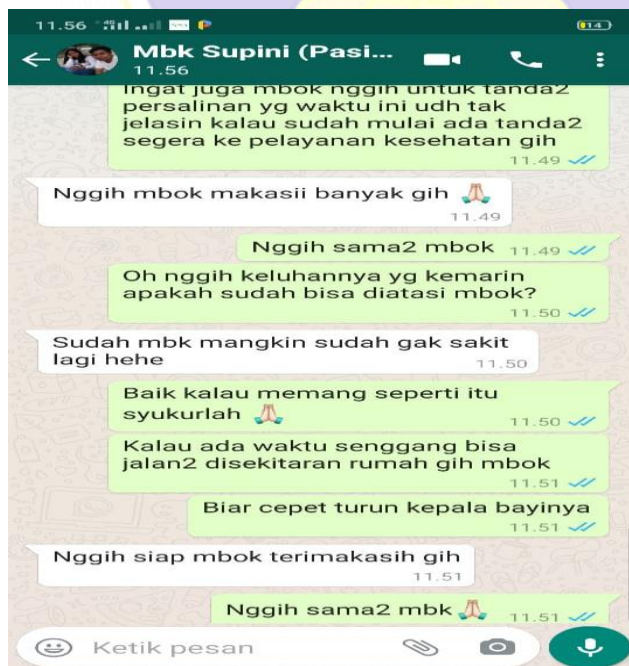 11.56
14
Mbk Supini (Pasi...
11.56
Ingat juga mbok nggih untuk tanda2
persalinan yg waktu ini udh tak
jelasin kalau sudah mulai ada tanda2
segera ke pelayanan kesehatan gih
11.49
Nggih mbok makasii banyak gih 🙏🏻
11.49
Nggih sama2 mbok 11.49
Oh nggih keluhannya yg kemarin
apakah sudah bisa diatasi mbok?
11.50
Sudah mbk mangkin sudah gak sakit
lagi hehe 11.50
Baik kalau memang seperti itu
syukurlah 🙏🏻 11.50
Kalau ada waktu senggang bisa
jalan2 disekitaran rumah gih mbok
11.51
Biar cepet turun kepala bayinya
11.51
Nggih siap mbok terimakasih gih
11.51
Nggih sama2 mbk 🙏🏻 11.51
Ketik pesan